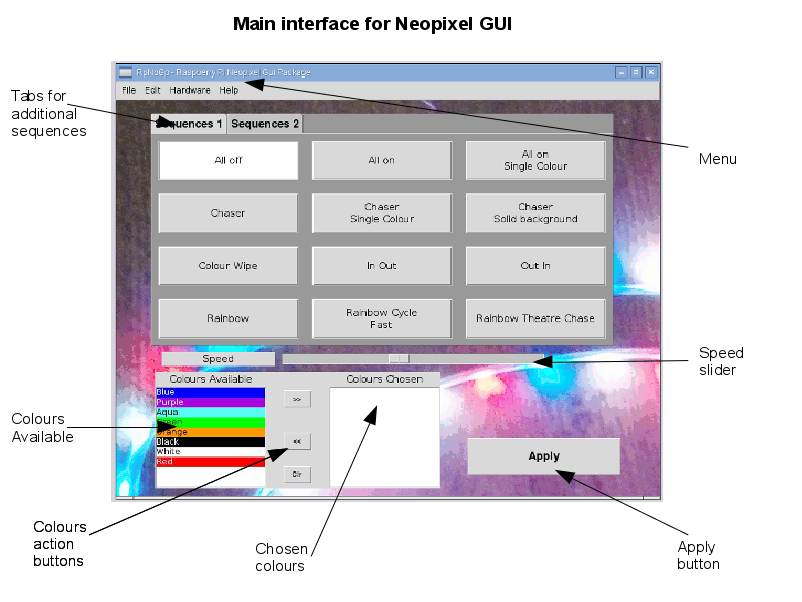 Main interface for Neopixel GUI
RpiNeGp - Raspberry Pi Neopixel Gui Package
File Edit Hardware Help
Tabs for
additional
sequences
Sequences 1 Sequences 2
All off
All on
All on
Single Colour
Menu
Chaser
Chaser
Single Colour
Chaser
Solid background
Colour Wipe
In Out
Out In
Rainbow
Rainbow Cycle
Fast
Rainbow Theatre Chase
Speed
Speed
slider
Colours Available
Colours Chosen
Blue
Purple
Aqua
Green
Orange
Black
White
Red
>>
<<
Clr
Colours
Available
Apply
Colours
action
buttons
Chosen
colours
Apply
button